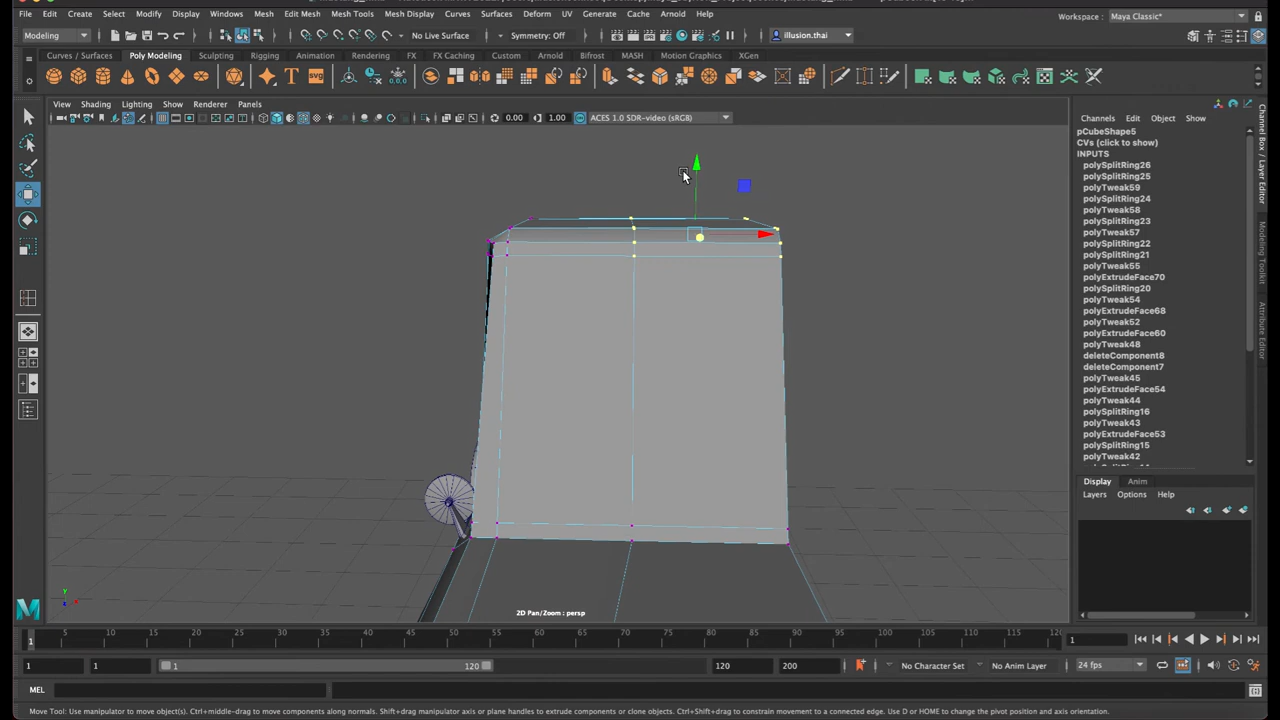 File Edit Create Select Modify Display Windows Mesh Edit Mesh Mesh Tools Mesh Display Curves Surfaces Deform UV Generate Cache Arnold Help
Workspace : Maya Classic*
Modeling
No Live Surface
Symmetry: Off
illusion.thai
Curves / Surfaces Poly Modeling Sculpting Rigging Animation Rendering FX FX Caching Custom Arnold Bifrost MASH Motion Graphics XGen
SVG
View Shading Lighting Show Renderer Panels
0.00 1.00 ACES 1.0 SDR-video (sRGB)
Channels Edit Object Show
pCubeShape5
CVs (click to show)
INPUTS
polySplitRing26
polySplitRing25
polyTweak59
polySplitRing24
polyTweak58
polySplitRing23
polyTweak57
polySplitRing22
polySplitRing21
polyTweak55
polyExtrudeFace70
polySplitRing20
polyTweak54
polyExtrudeFace68
polyTweak52
polyExtrudeFace60
polyTweak48
deleteComponent8
deleteComponent7
polyTweak45
polyExtrudeFace54
polyTweak44
polySplitRing16
polyTweak43
polyExtrudeFace53
polySplitRing15
polyTweak42
Channel Box / Layer Editor
Modeling Toolkit
Attribute Editor
Display Anim
Layers Options Help
y
x
2D Pan/Zoom : persp
1 5 10 15 20 25 30 35 40 45 50 55 60 65 70 75 80 85 90 95 100 105 110 115 120
1
1 1 1 120 120 200 No Character Set No Anim Layer 24 fps
MEL
Move Tool: Use manipulator to move object(s). Ctrl+middle-drag to move components along normals. Shift+drag manipulator axis or plane handles to extrude components or clone objects. Ctrl+Shift+drag to constrain movement to a connected edge. Use D or HOME to change the pivot position and axis orientation.